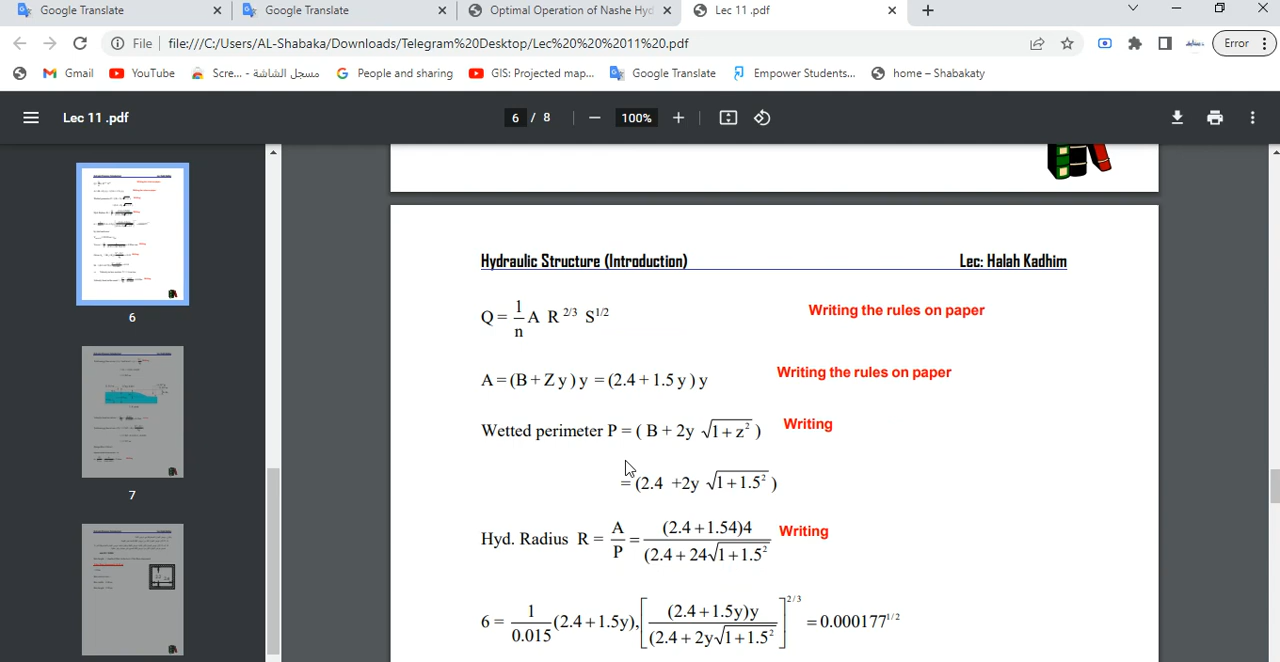 Google Translate
Google Translate
Optimal Operation of Nashe Hyd
Lec 11 .pdf
File
file:///C:/Users/AL-Shabaka/Downloads/Telegram%20Desktop/Lec%20%20%2011%20.pdf
Error
Gmail
YouTube
Scre... - مسجل الشاشة
People and sharing
GIS: Projected map...
Google Translate
Empower Students...
home – Shabakaty
Lec 11 .pdf
6 / 8
100%
6
7
Hydraulic Structure (Introduction) Lec: Halah Kadhim
Q = 1/n A R 2/3 S1/2 Writing the rules on paper
A = (B + Z y ) y = (2.4 + 1.5 y ) y Writing the rules on paper
Wetted perimeter P = ( B + 2y √1 + z² ) Writing
= (2.4 +2y √1 + 1.5² )
Hyd. Radius R = A/P = (2.4 + 1.54)4 / (2.4 + 24√1 + 1.5² Writing
6 = 1/0.015 (2.4 + 1.5y), [ (2.4 + 1.5y)y / (2.4 + 2y√1 + 1.5² ] 2/3 = 0.000177 1/2